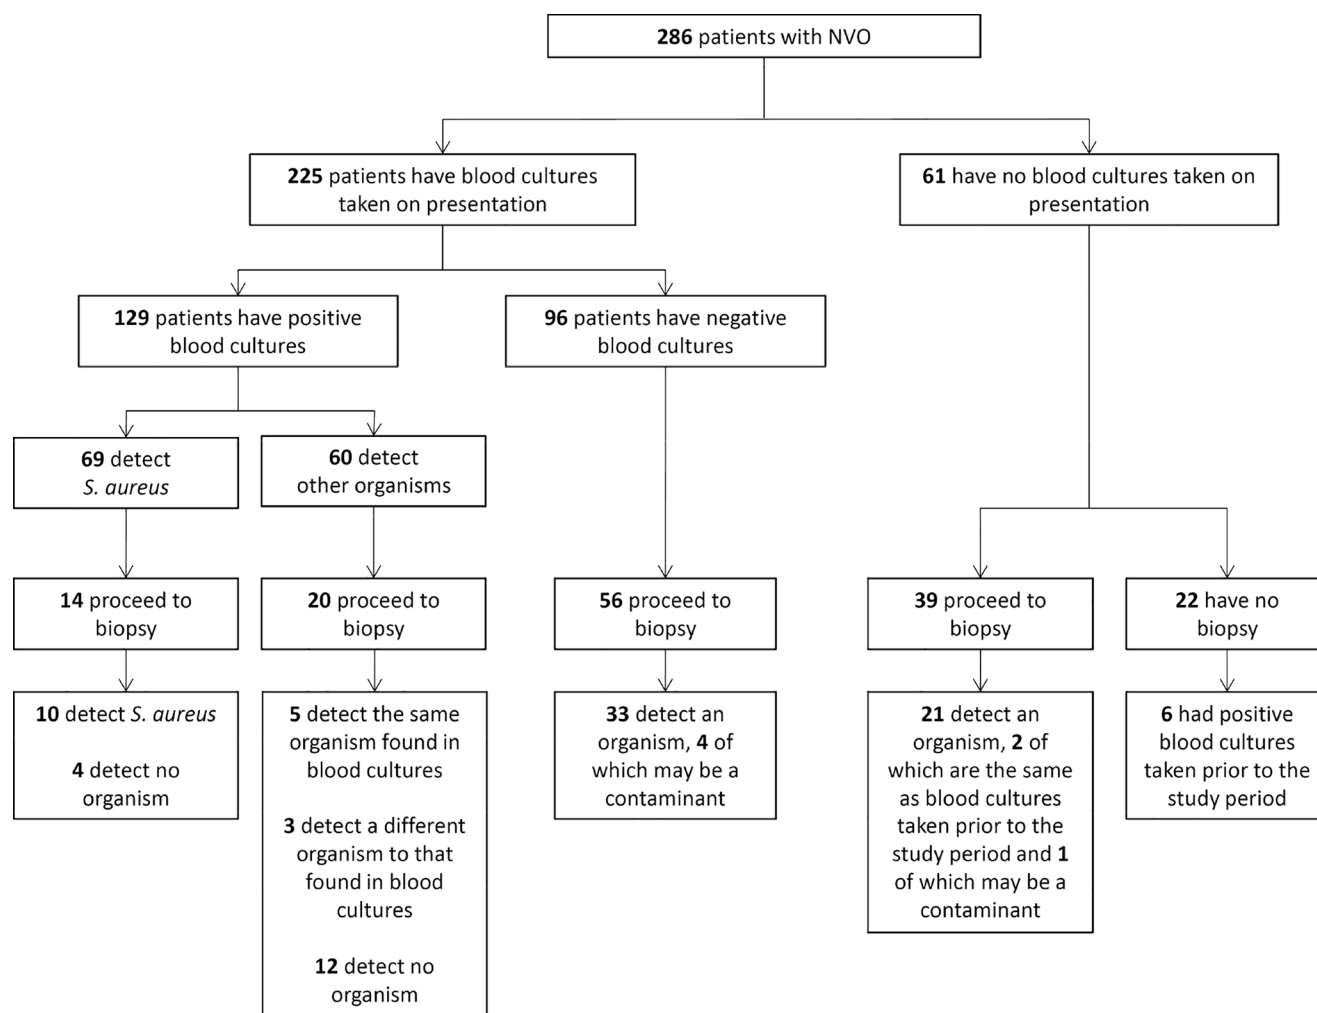 286 patients with NVO
225 patients have blood cultures
taken on presentation
61 have no blood cultures taken on
presentation
129 patients have positive
blood cultures
96 patients have negative
blood cultures
69 detect
S. aureus
60 detect
other organisms
14 proceed to
biopsy
20 proceed to
biopsy
56 proceed to
biopsy
39 proceed to
biopsy
22 have no
biopsy
10 detect S. aureus
4 detect no
organism
5 detect the same
organism found in
blood cultures
3 detect a different
organism to that
found in blood
cultures
12 detect no
organism
33 detect an
organism, 4 of
which may be a
contaminant
21 detect an
organism, 2 of
which are the same
as blood cultures
taken prior to the
study period and 1
of which may be a
contaminant
6 had positive
blood cultures
taken prior to the
study period